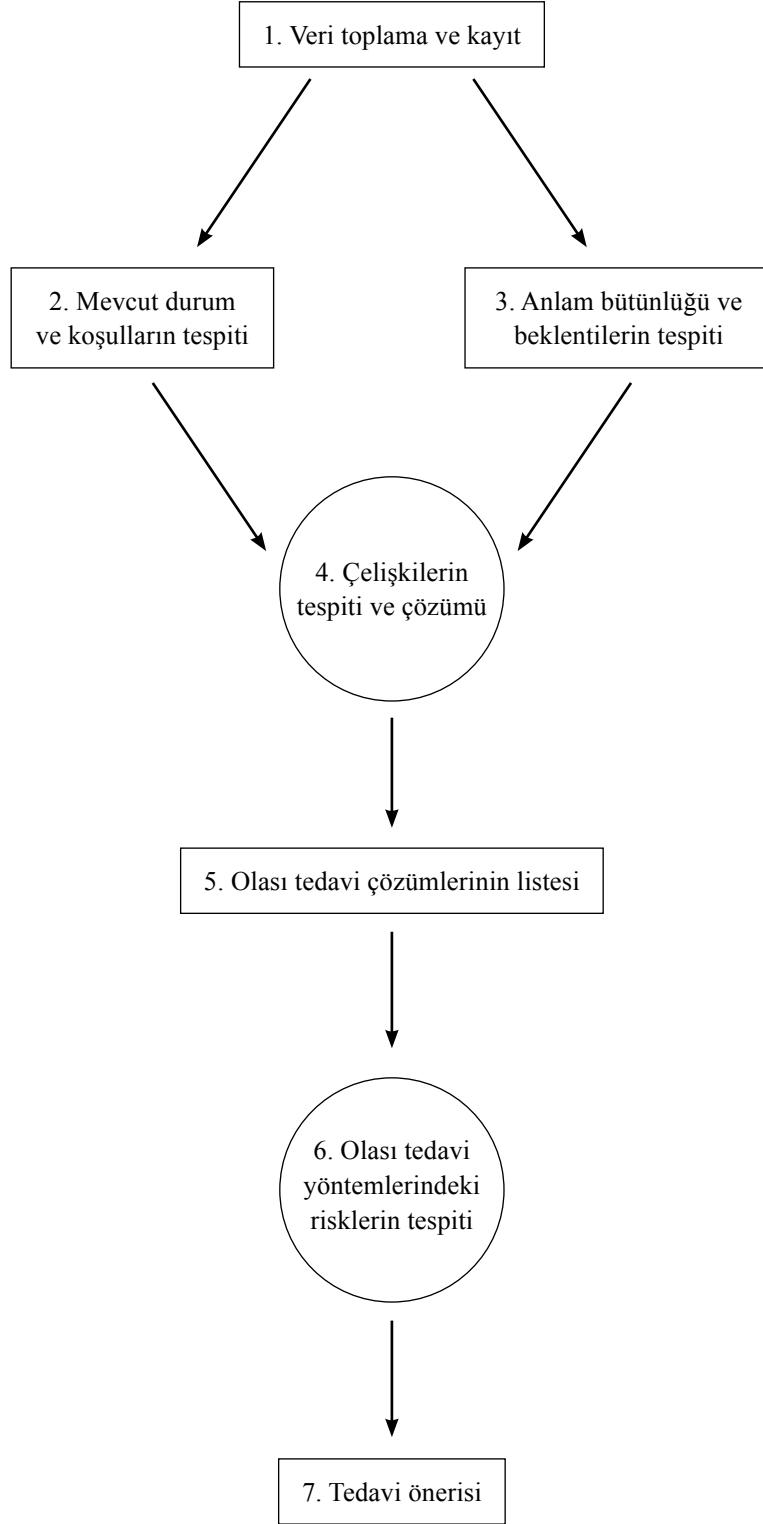 1. Veri toplama ve kayıt
2. Mevcut durum
ve koşulların tespiti
3. Anlam bütünlüğü ve
beklentilerin tespiti
4. Çelişkilerin
tespiti ve çözümü
5. Olası tedavi çözümlerinin listesi
6. Olası tedavi
yöntemlerindeki
risklerin tespiti
7. Tedavi önerisi